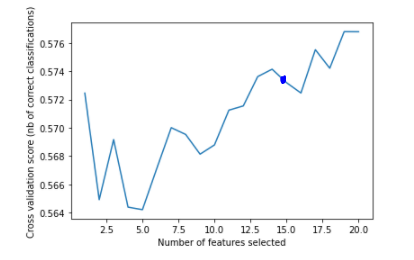 Cross validation score (nb of correct classifications)
0.576
0.574
0.572
0.570
0.568
0.566
0.564
2.5 5.0 7.5 10.0 12.5 15.0 17.5 20.0
Number of features selected